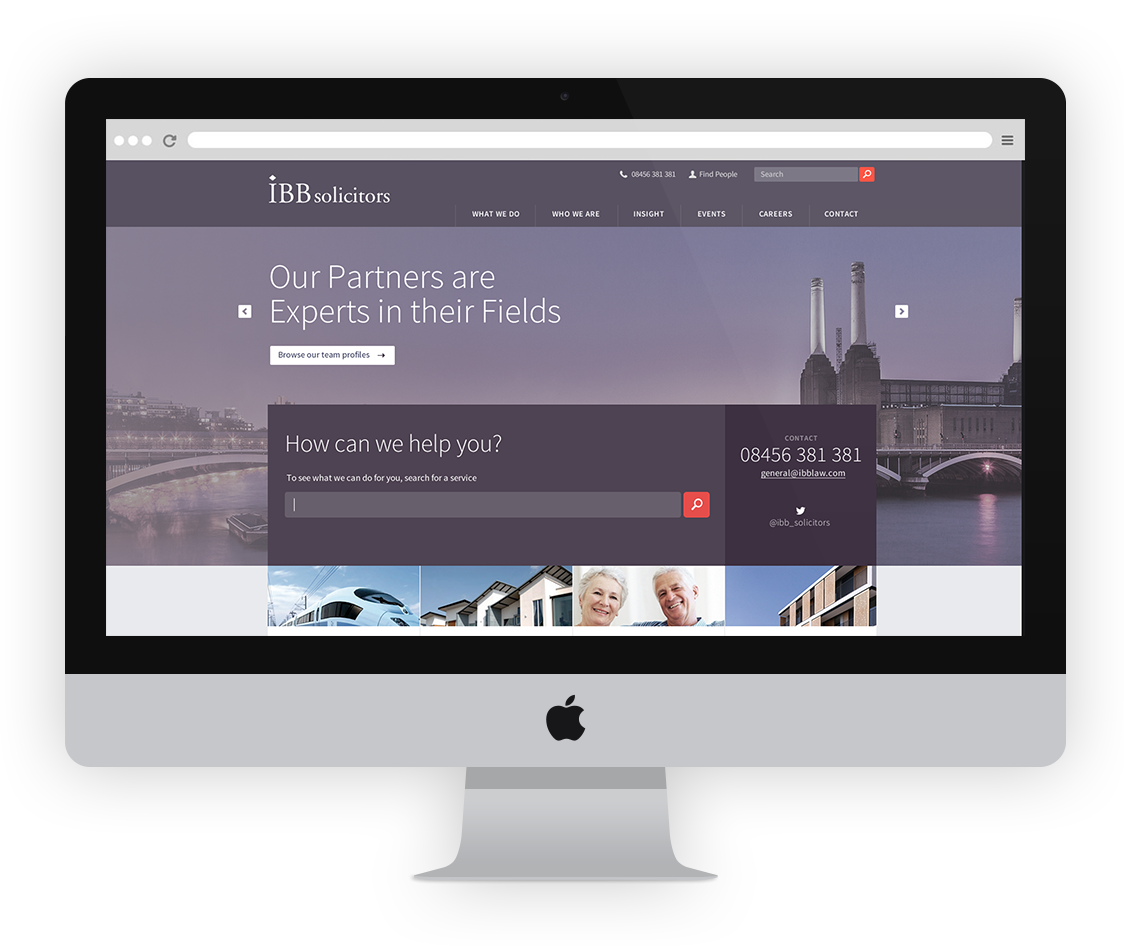 08456 381 381
Find People
Search
iBB solicitors
WHAT WE DO
WHO WE ARE
INSIGHT
EVENTS
CAREERS
CONTACT
Our Partners are
Experts in their Fields
Browse our team profiles
How can we help you?
To see what we can do for you, search for a service
CONTACT
08456 381 381
general@ibblaw.com
@ibb_solicitors